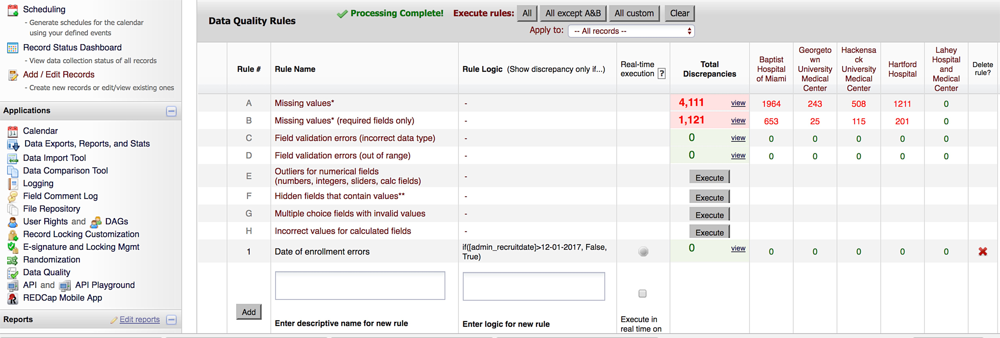 Scheduling
- Generate schedules for the calendar
using your defined events
Record Status Dashboard
- View data collection status of all records
Add / Edit Records
- Create new records or edit/view existing ones
Applications
31 Calendar
Data Exports, Reports, and Stats
Data Import Tool
Data Comparison Tool
Logging
Field Comment Log
File Repository
User Rights and DAGs
Record Locking Customization
E-signature and Locking Mgmt
Randomization
Data Quality
API and API Playground
REDCap Mobile App
Reports Edit reports
Data Quality Rules
Processing Complete! Execute rules: All All except A&B All custom Clear
Apply to: -- All records --
Rule #
Rule Name
Rule Logic (Show discrepancy only if...)
Real-time
execution ?
Total
Discrepancies
Baptist
Hospital
of Miami
Georgeto
wn
University
Medical
Center
Hackensa
ck
University
Medical
Center
Hartford
Hospital
Lahey
Hospital
and
Medical
Center
Delete
rule?
A Missing values* - 4,111 view 1964 243 508 1211 0
B Missing values* (required fields only) - 1,121 view 653 25 115 201 0
C Field validation errors (incorrect data type) - 0 view 0 0 0 0 0
D Field validation errors (out of range) - 0 view 0 0 0 0 0
E Outliers for numerical fields
(numbers, integers, sliders, calc fields) - Execute
F Hidden fields that contain values** - Execute
G Multiple choice fields with invalid values - Execute
H Incorrect values for calculated fields - Execute
1 Date of enrollment errors if([admin_recruitdate]>12-01-2017, False,
True) 0 view 0 0 0 0 0
Add
Enter descriptive name for new rule
Enter logic for new rule
Execute in
real time on